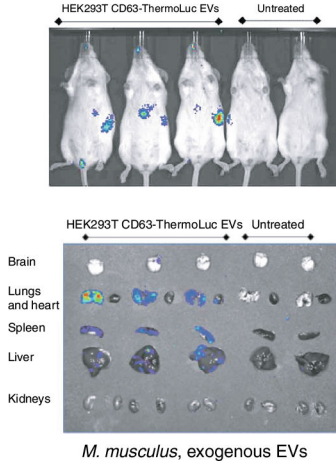 HEK293T CD63-ThermoLuc EVs Untreated
HEK293T CD63-ThermoLuc EVs Untreated
Brain
Lungs
and heart
Spleen
Liver
Kidneys
M. musculus, exogenous EVs